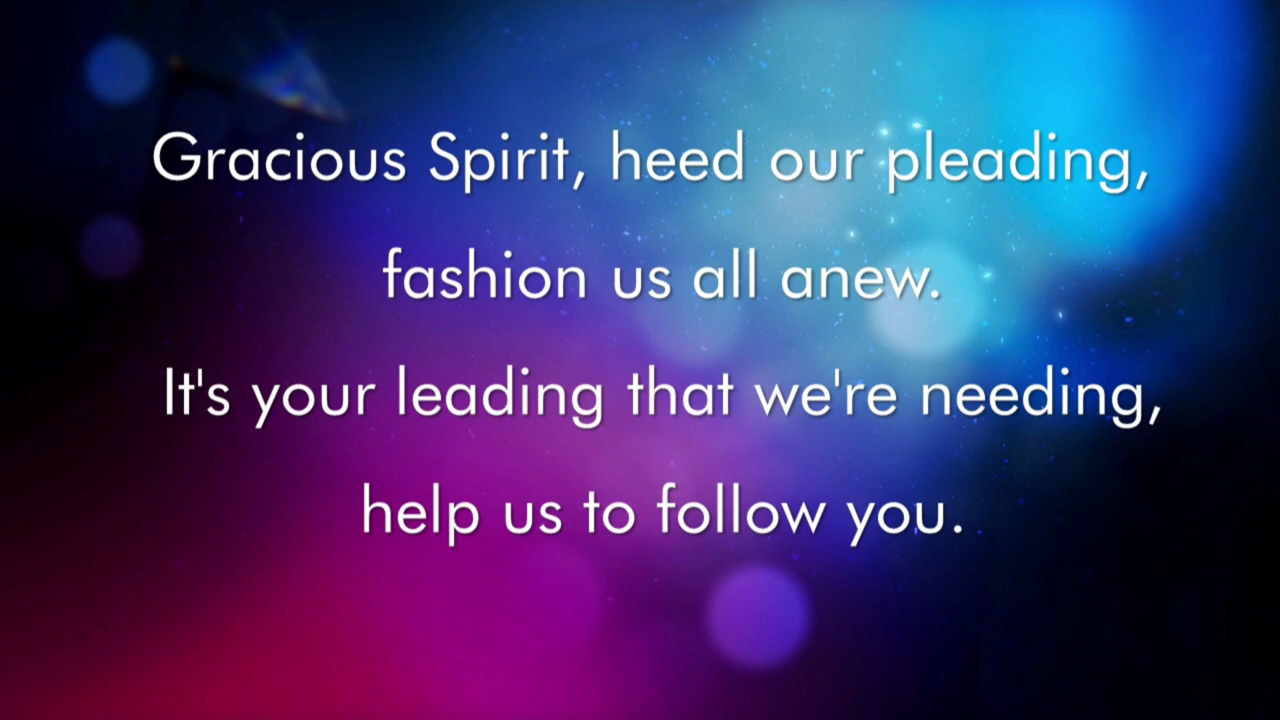 Gracious Spirit, heed our pleading,
fashion us all anew.
It's your leading that we're needing,
help us to follow you.